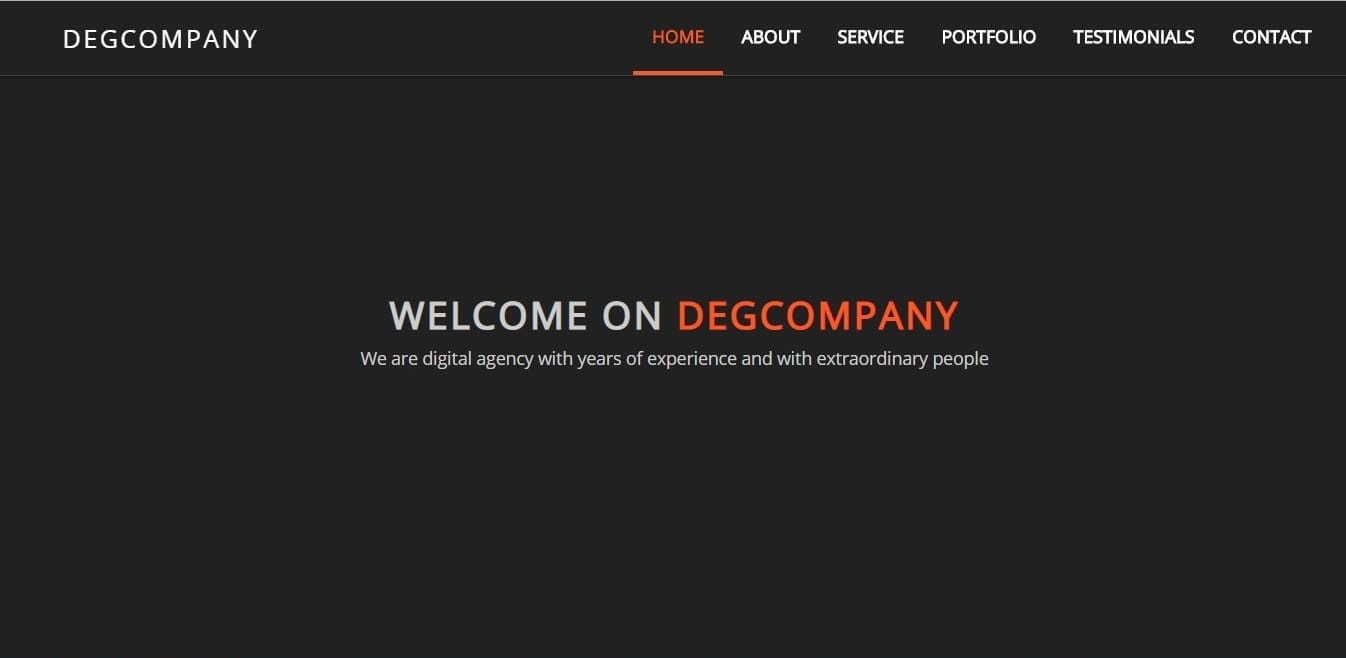 DEGCOMPANY HOME ABOUT SERVICE PORTFOLIO TESTIMONIALS CONTACT
WELCOME ON DEGCOMPANY
We are digital agency with years of experience and with extraordinary people